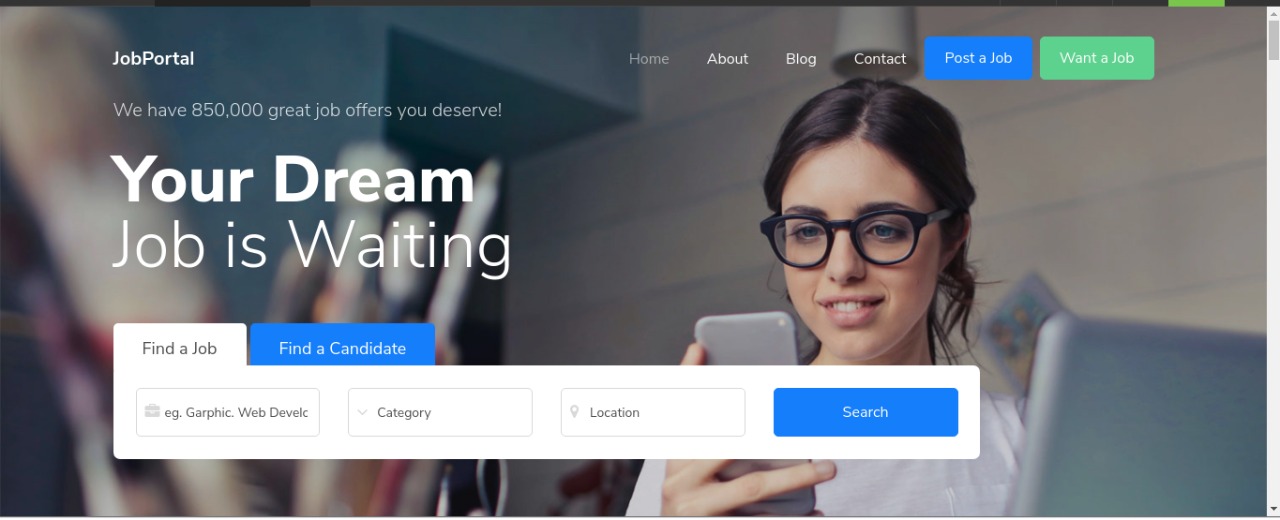 JobPortal
Home About Blog Contact Post a Job Want a Job
We have 850,000 great job offers you deserve!
Your Dream
Job is Waiting
Find a Job Find a Candidate
eg. Garphic. Web Develc
Category
Location
Search